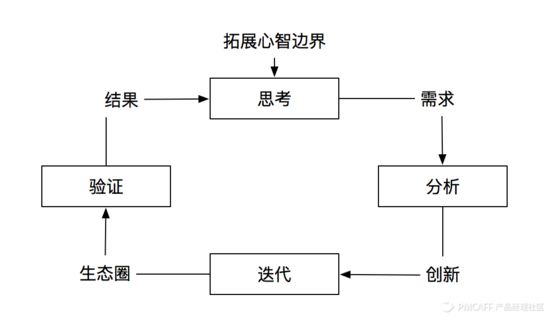 拓展心智边界
结果
思考
需求
验证
分析
生态圈
迭代
创新
PMCAFF 产品经理社区